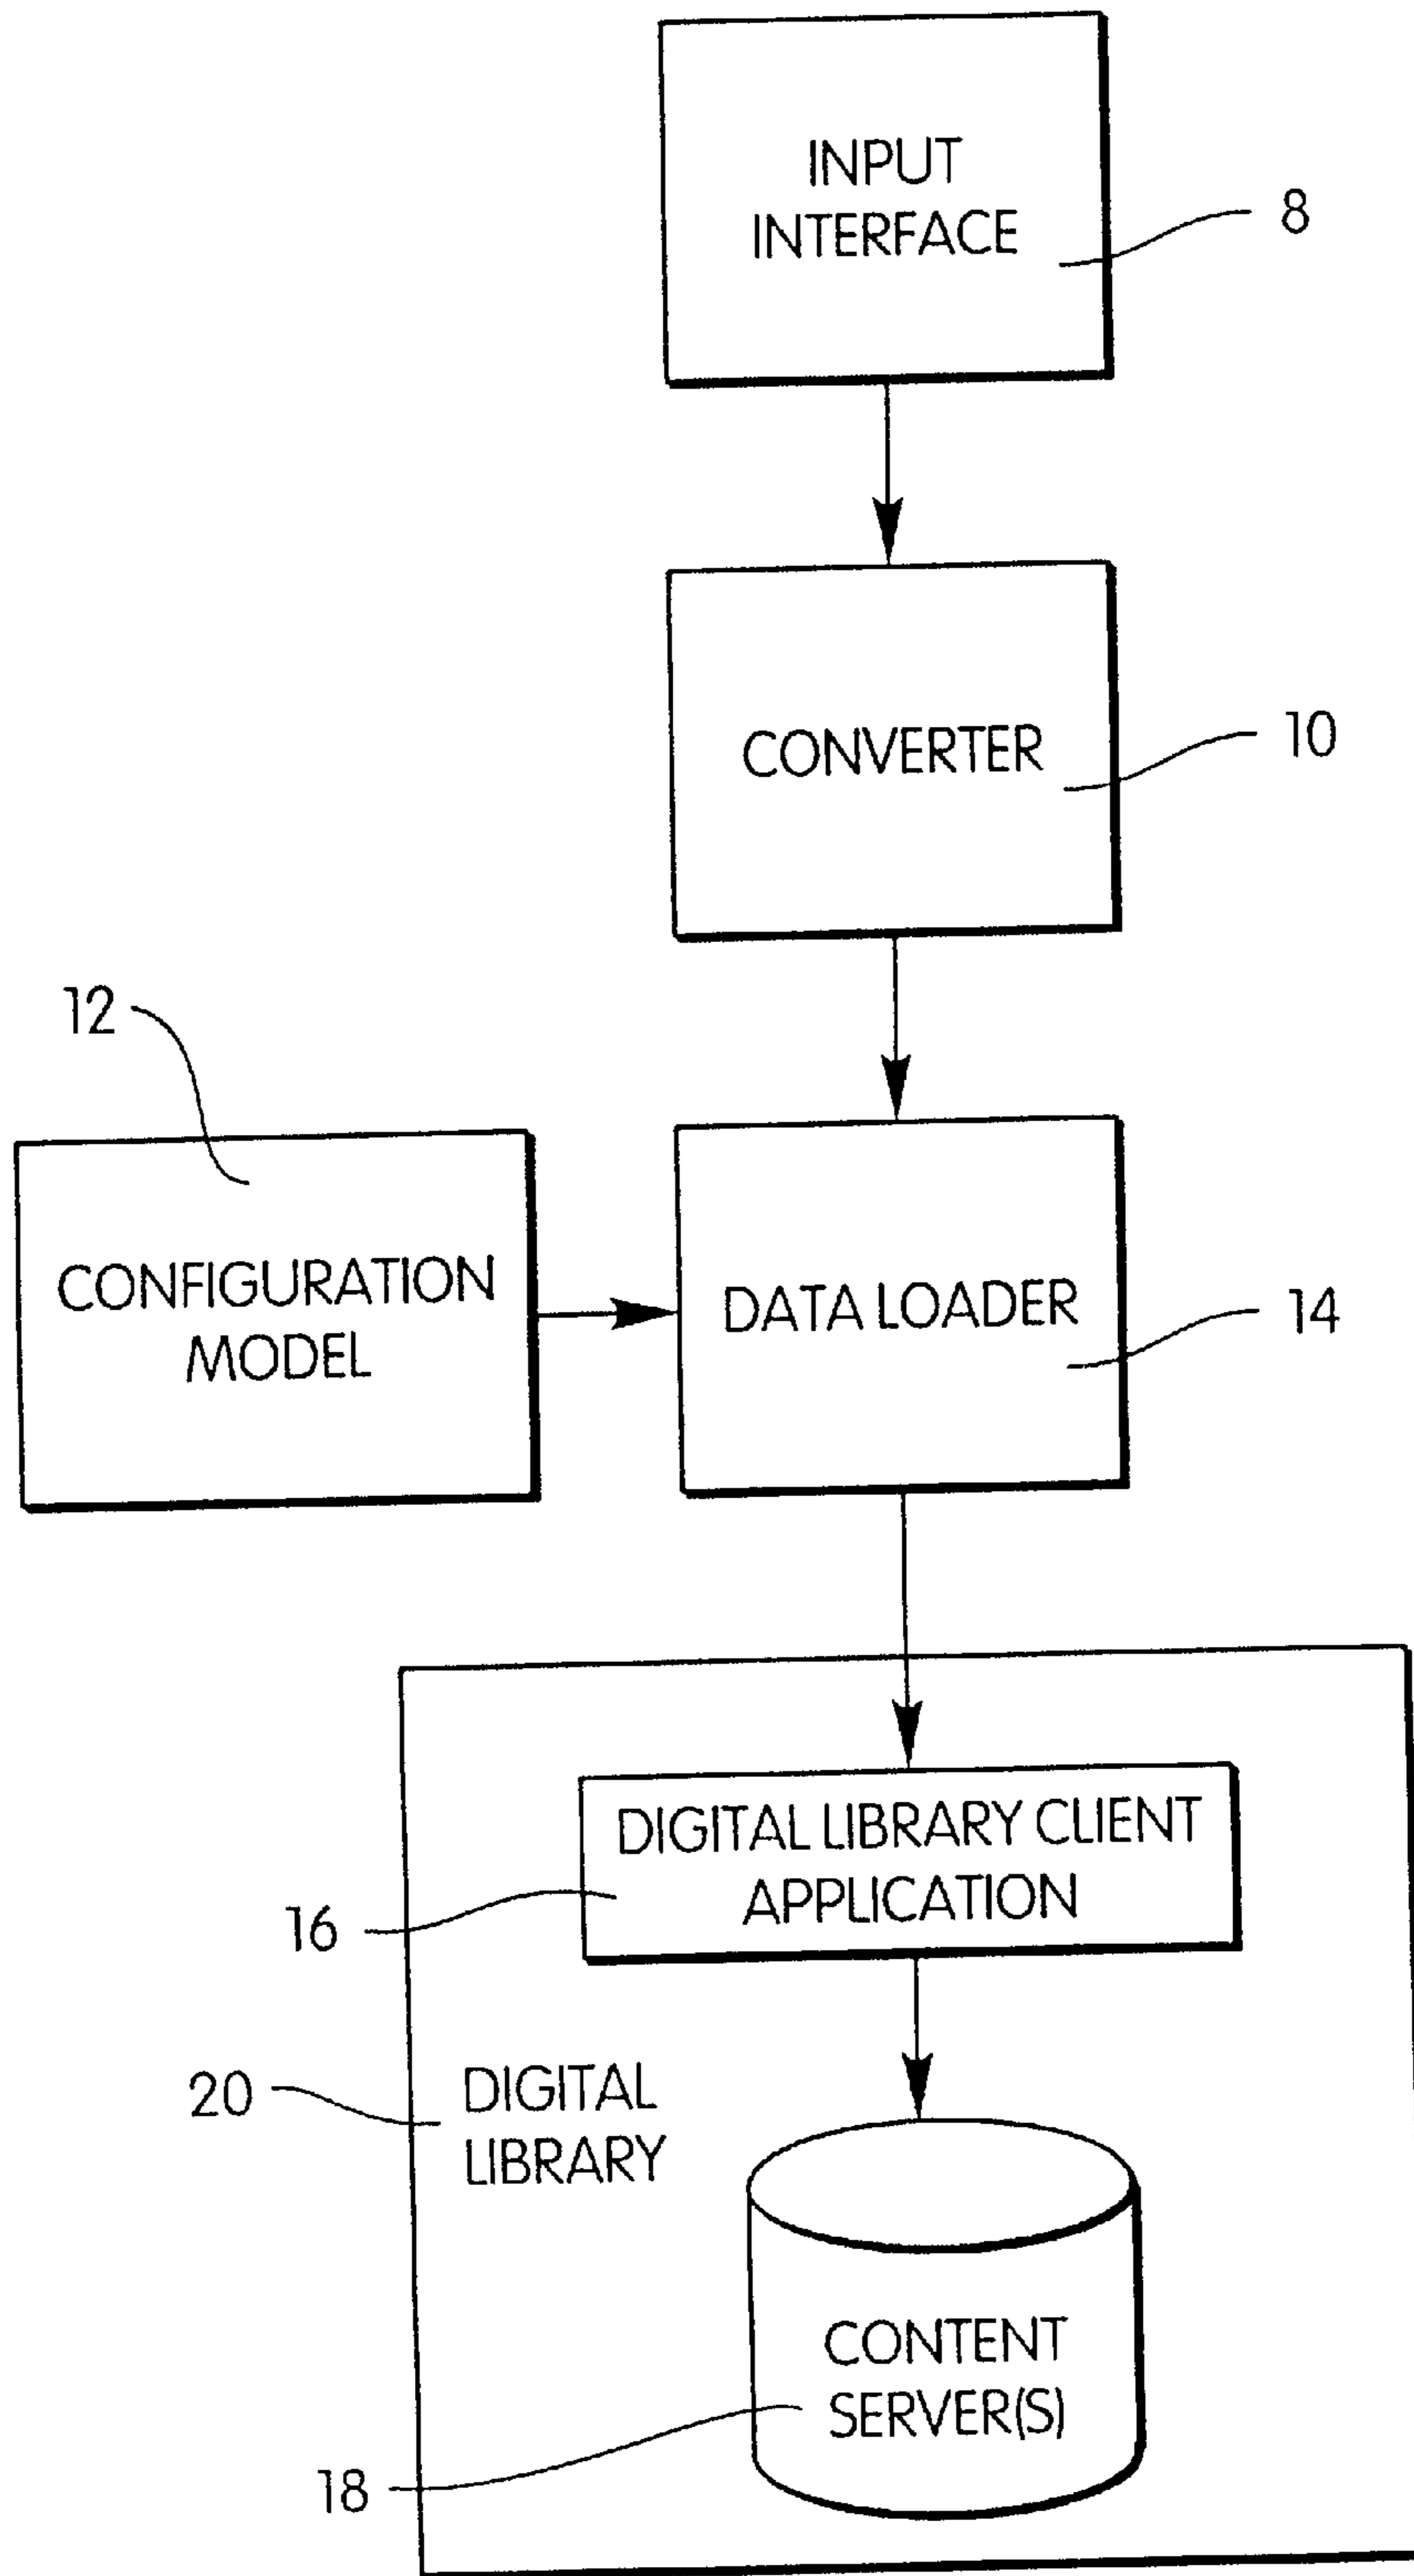 INPUT
INTERFACE
8
CONVERTER
10
12
CONFIGURATION
MODEL
DATA LOADER
14
DIGITAL LIBRARY CLIENT
APPLICATION
16
20
DIGITAL
LIBRARY
CONTENT
SERVER(S)
18